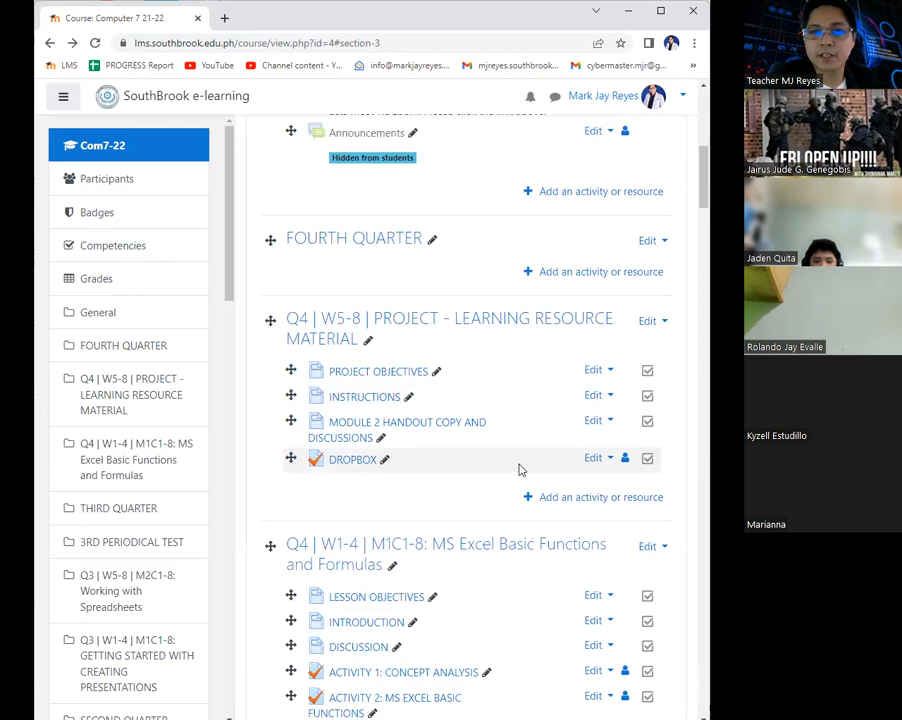 Course: Computer 7 21-22
lms.southbrook.edu.ph/course/view.php?id=4#section-3
LMS
PROGRESS Report
YouTube
Channel content - Y...
info@markjayreyes....
mjreyes.southbrook...
cybermaster.mjr@g...
»
SouthBrook e-learning
Mark Jay Reyes
Com7-22
Participants
Badges
Competencies
Grades
General
FOURTH QUARTER
Q4 | W5-8 | PROJECT -
LEARNING RESOURCE
MATERIAL
Q4 | W1-4 | M1C1-8: MS
Excel Basic Functions
and Formulas
THIRD QUARTER
3RD PERIODICAL TEST
Q3 | W5-8 | M2C1-8:
Working with
Spreadsheets
Q3 | W1-4 | M1C1-8:
GETTING STARTED WITH
CREATING
PRESENTATIONS
SECOND QUARTER
Announcements
Edit
Hidden from students
+ Add an activity or resource
FOURTH QUARTER
Edit
+ Add an activity or resource
Q4 | W5-8 | PROJECT - LEARNING RESOURCE
MATERIAL
Edit
PROJECT OBJECTIVES
Edit
INSTRUCTIONS
Edit
MODULE 2 HANDOUT COPY AND
DISCUSSIONS
Edit
DROPBOX
Edit
+ Add an activity or resource
Q4 | W1-4 | M1C1-8: MS Excel Basic Functions
and Formulas
Edit
LESSON OBJECTIVES
Edit
INTRODUCTION
Edit
DISCUSSION
Edit
ACTIVITY 1: CONCEPT ANALYSIS
Edit
ACTIVITY 2: MS EXCEL BASIC
FUNCTIONS
Edit
Teacher MJ Reyes
FBI OPEN UP!!!!
Jairus Jude G. Genegobis
Jaden Quita
Rolando Jay Evalle
Kyzell Estudillo
Marianna